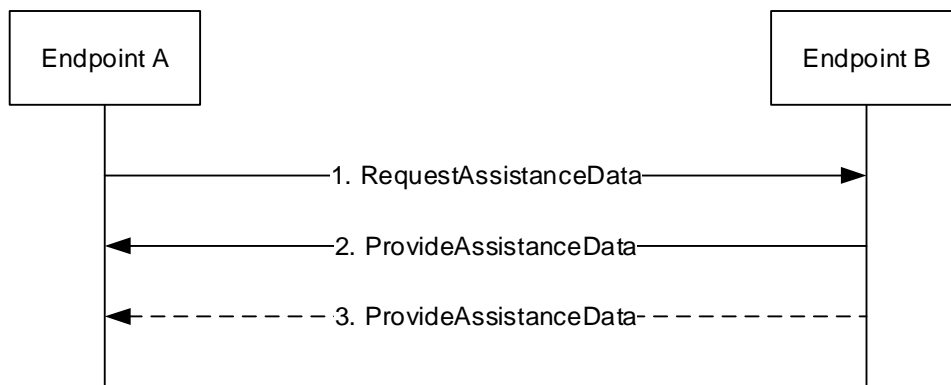 Endpoint A
Endpoint B
1. RequestAssistanceData
2. ProvideAssistanceData
3. ProvideAssistanceData